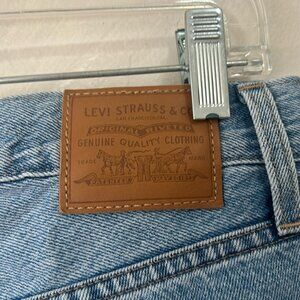 LEVI STRAUSS & CO
SAN FRANCISCO, CAL.
ORIGINAL RIVETED
GENUINE QUALITY CLOTHING
TRADE MARK